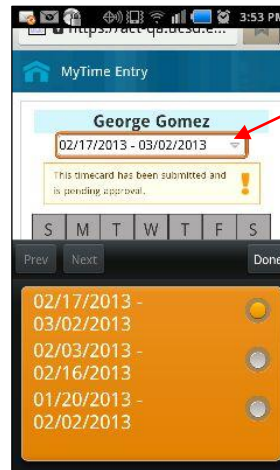 3:53 PM
https://act-qa.ucsd.e...
MyTime Entry
George Gomez
02/17/2013 - 03/02/2013
This timecard has been submitted and
is pending approval.
!
S M T W T F S
Prev Next Done
02/17/2013 -
03/02/2013
02/03/2013 -
02/16/2013
01/20/2013 -
02/02/2013